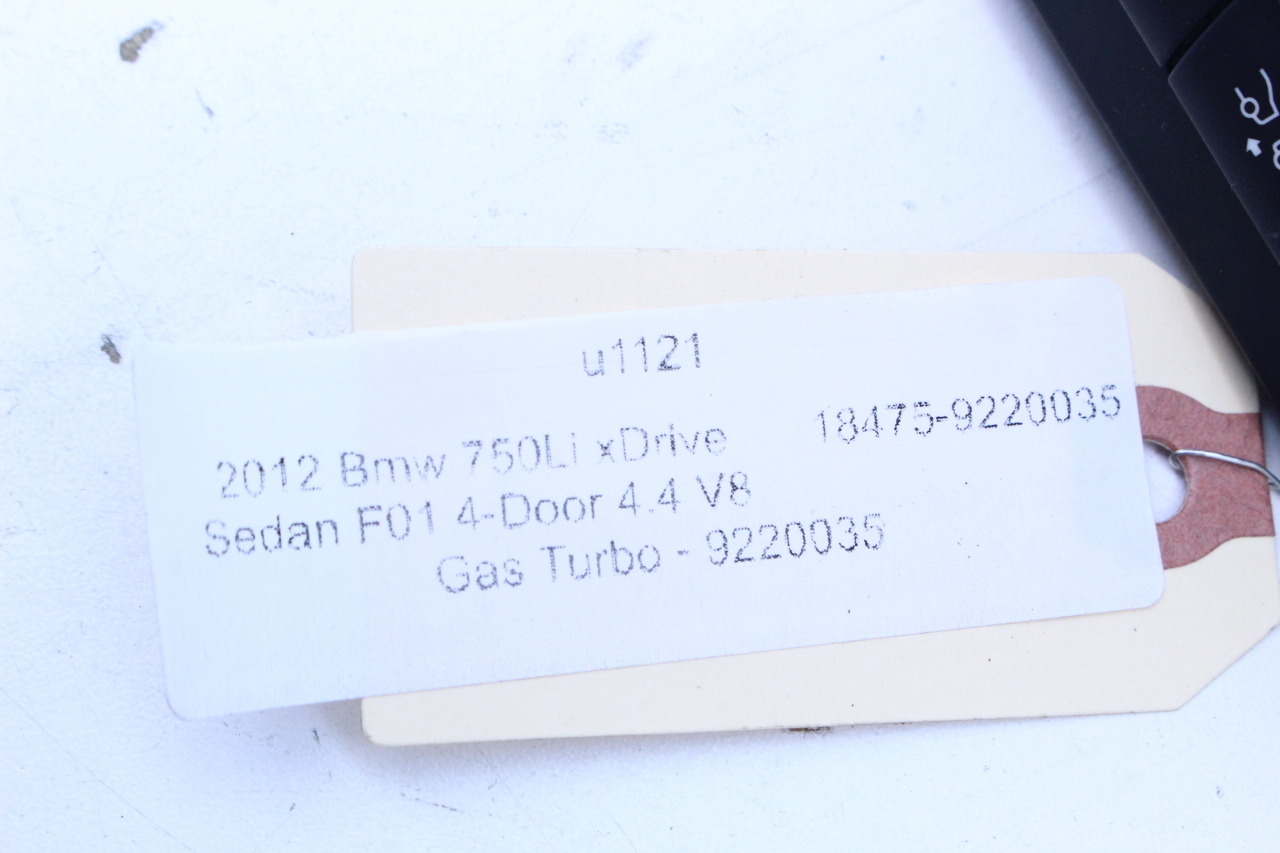 u1121
18475-9220035
2012 Bmw 750Li xDrive
Sedan F01 4-Door 4.4 V8
Gas Turbo - 9220035